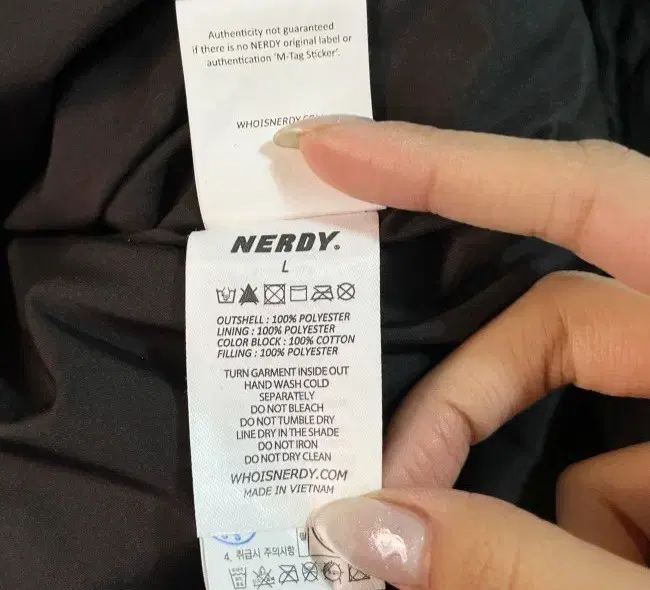 Authenticity not guaranteed
if there is no NERDY original label or
authentication 'M-Tag Sticker'.
NERDY.
L
OUTSHELL : 100% POLYESTER
LINING : 100% POLYESTER
COLOR BLOCK : 100% COTTON
FILLING : 100% POLYESTER
TURN GARMENT INSIDE OUT
HAND WASH COLD
SEPARATELY
DO NOT BLEACH
DO NOT TUMBLE DRY
LINE DRY IN THE SHADE
DO NOT IRON
DO NOT DRY CLEAN
WHOISNERDY.COM
MADE IN VIETNAM
4. 취급시 주의사항